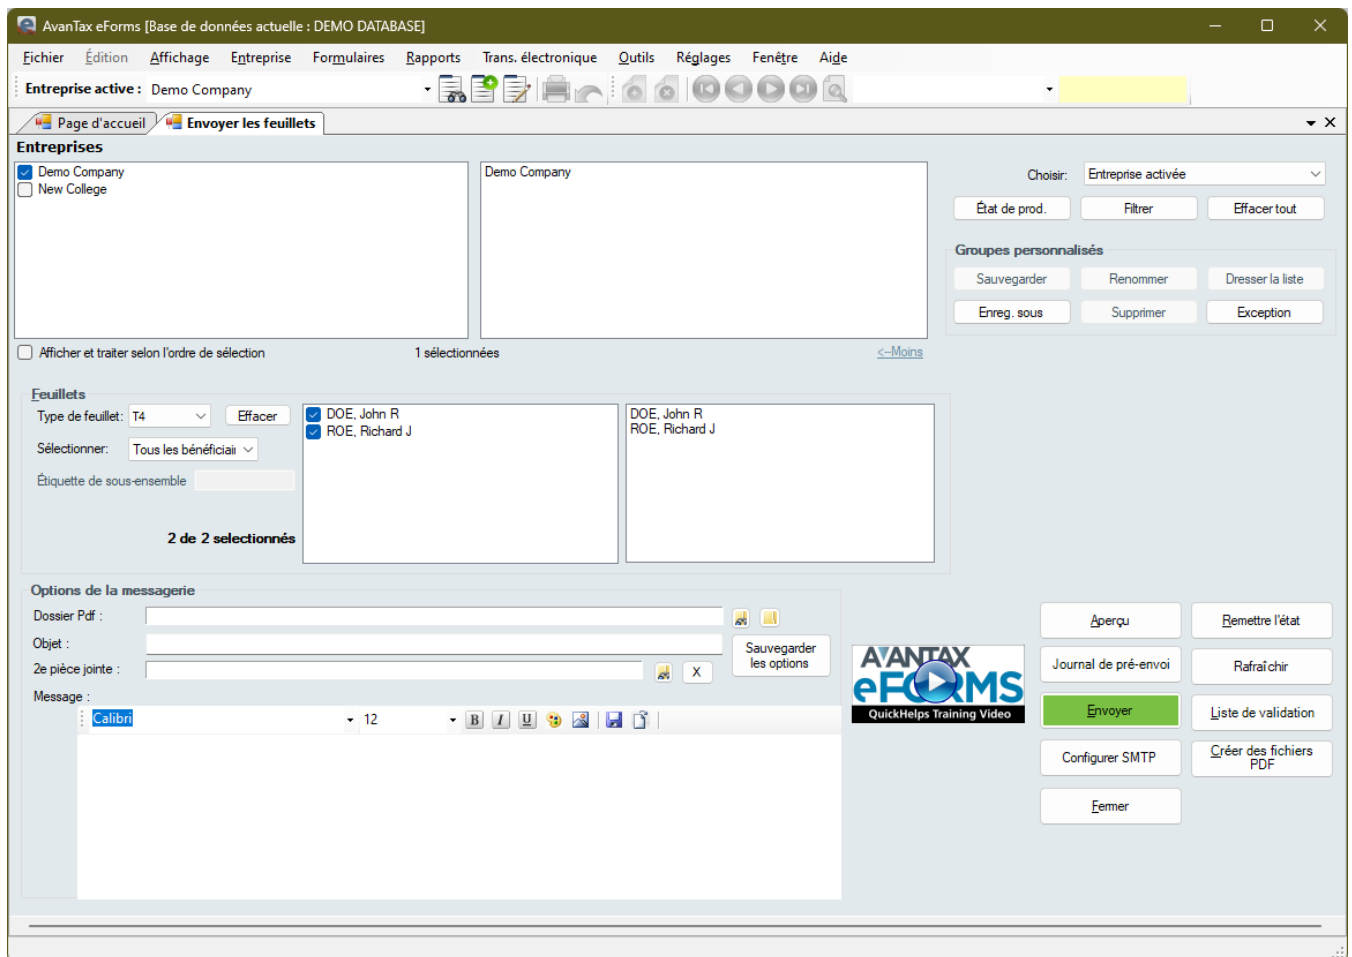 AvanTax eForms [Base de données actuelle : DEMO DATABASE]
Fichier Édition Affichage Entreprise Formulaires Rapports Trans. électronique Outils Réglages Fenêtre Aide
Entreprise active : Demo Company
Page d'accueil Envoyer les feuillets
Entreprises
Demo Company
New College
Demo Company
Choisir: Entreprise activée
État de prod. Filtrer Effacer tout
Groupes personnalisés
Sauvegarder Renommer Dresser la liste
Enreg. sous Supprimer Exception
Afficher et traiter selon l'ordre de sélection 1 sélectionnées <--Moins
Feuillets
Type de feuillet: T4 Effacer
Sélectionner: Tous les bénéficiair
Étiquette de sous-ensemble
2 de 2 selectionnés
DOE, John R
ROE, Richard J
DOE, John R
ROE, Richard J
Options de la messagerie
Dossier Pdf :
Objet :
2e pièce jointe : X
Sauvegarder
les options
Message :
Calibri 12 B I U
AVANTAX
eFORMS
QuickHelps Training Video
Aperçu Remettre l'état
Journal de pré-envoi Rafraîchir
Envoyer Liste de validation
Configurer SMTP Créer des fichiers
PDF
Fermer